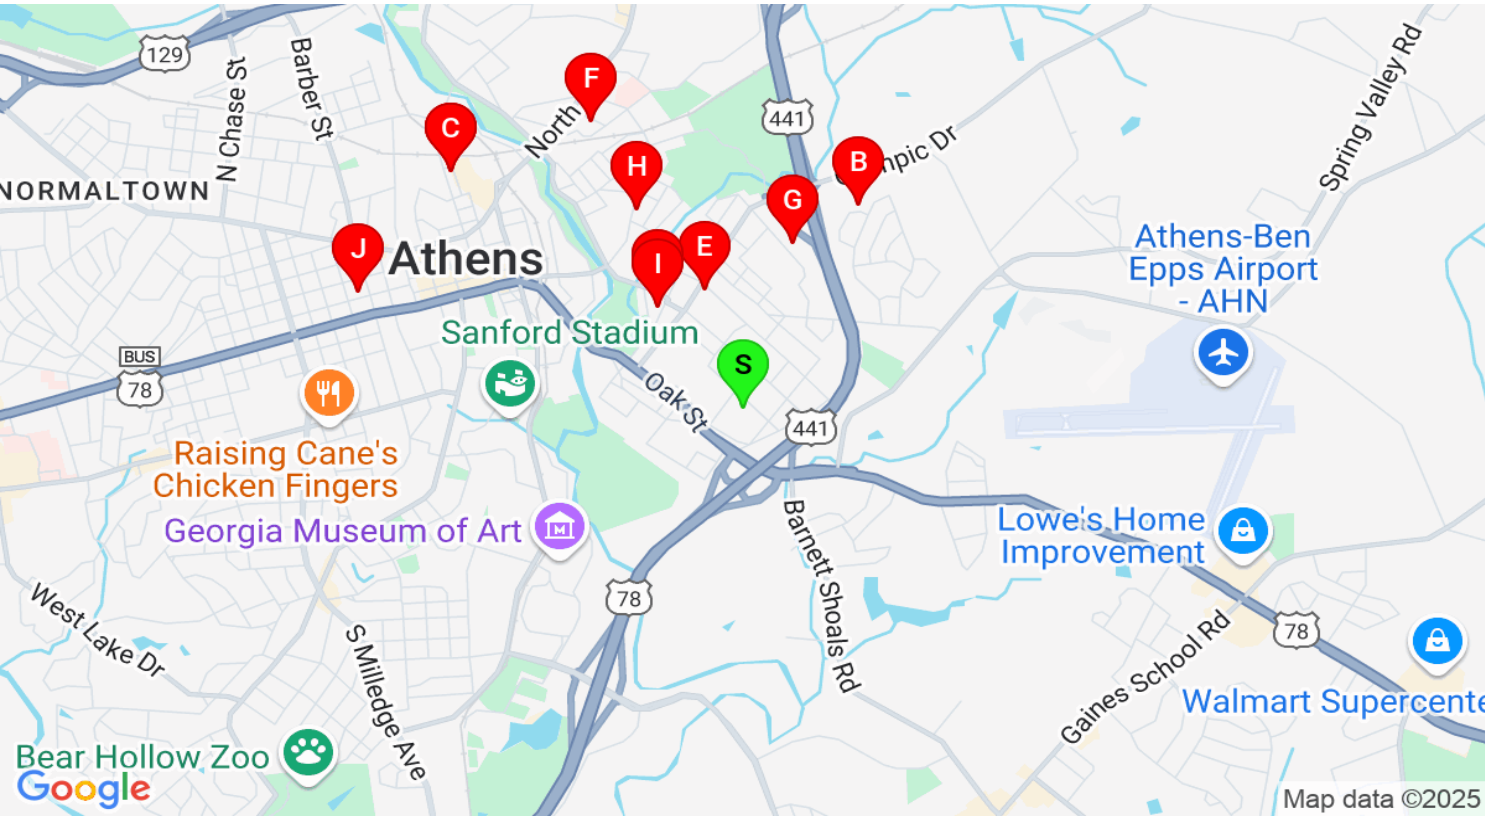 129
Barber St
N Chase St
F
North
C
441
Spring Valley Rd
B
H
G
NORMALTOWN
Athens-Ben
Epps Airport
- AHN
J
Athens
E
I
Sanford Stadium
S
BUS
78
Oak St
441
Raising Cane's
Chicken Fingers
Georgia Museum of Art
M
Barnett Shoals Rd
Lowe's Home
Improvement
78
West Lake Dr
S Milledge Ave
Gaines School Rd
78
Walmart Supercente
Bear Hollow Zoo
Google
Map data ©2025